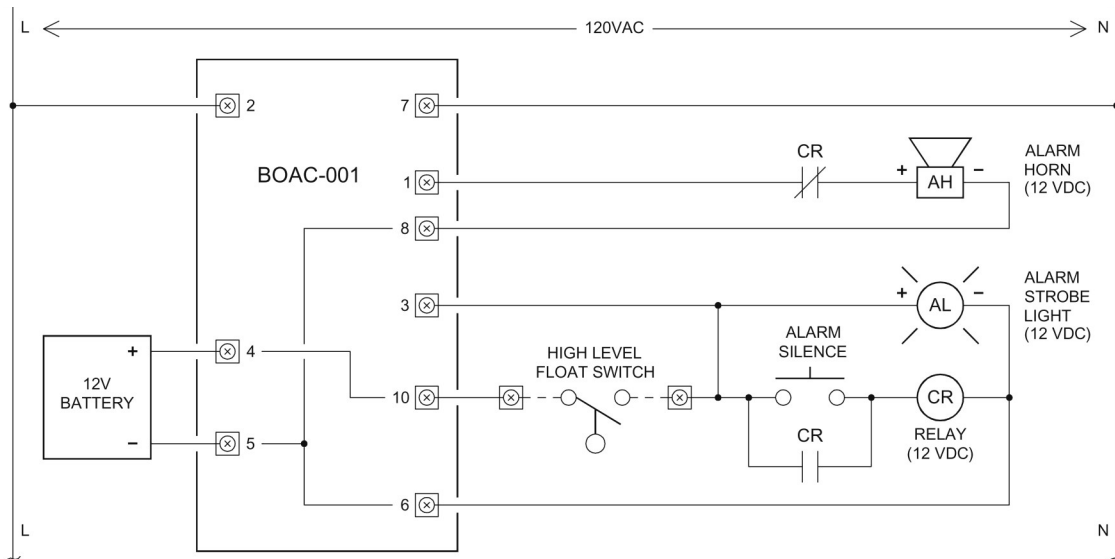 L 120VAC N
2 7
BOAC-001
CR
1 + AH −
ALARM
HORN
(12 VDC)
8
3 + AL −
ALARM
STROBE
LIGHT
(12 VDC)
+ 4
12V
BATTERY
− 5
HIGH LEVEL
FLOAT SWITCH
ALARM
SILENCE
10 CR
RELAY
(12 VDC)
CR
6
L N